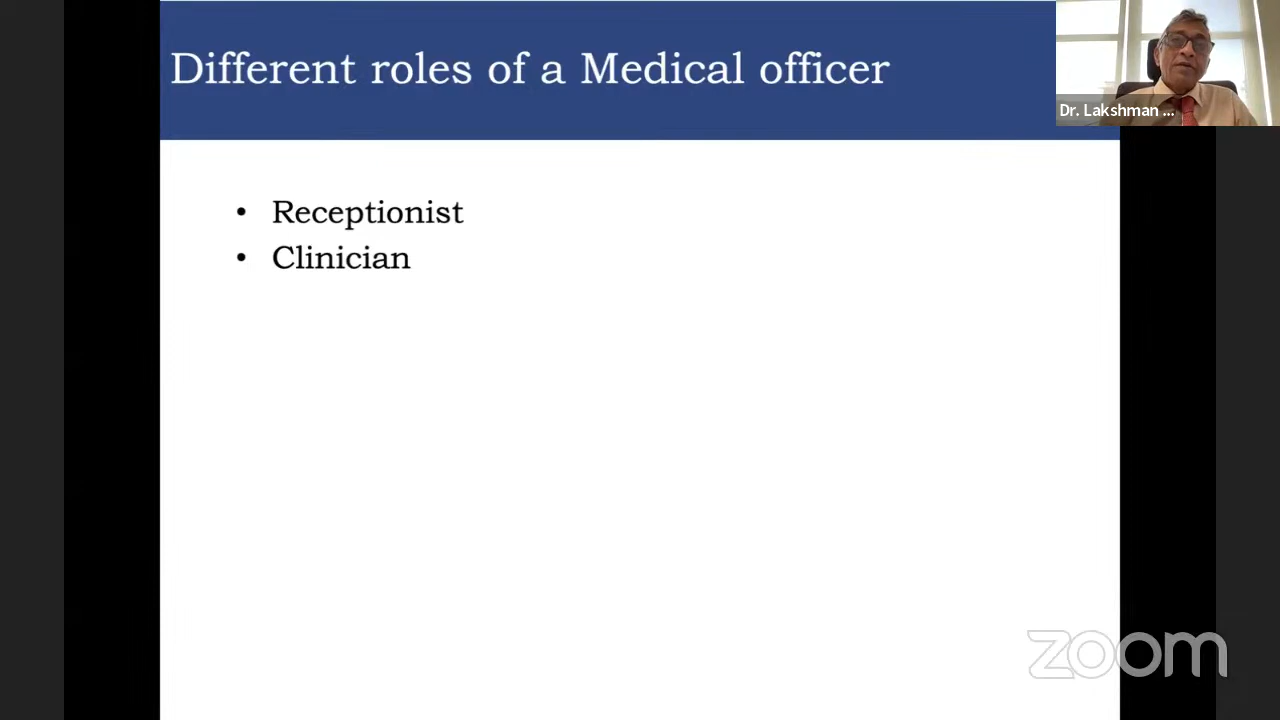 Different roles of a Medical officer
Dr. Lakshman ...
• Receptionist
• Clinician
zoom